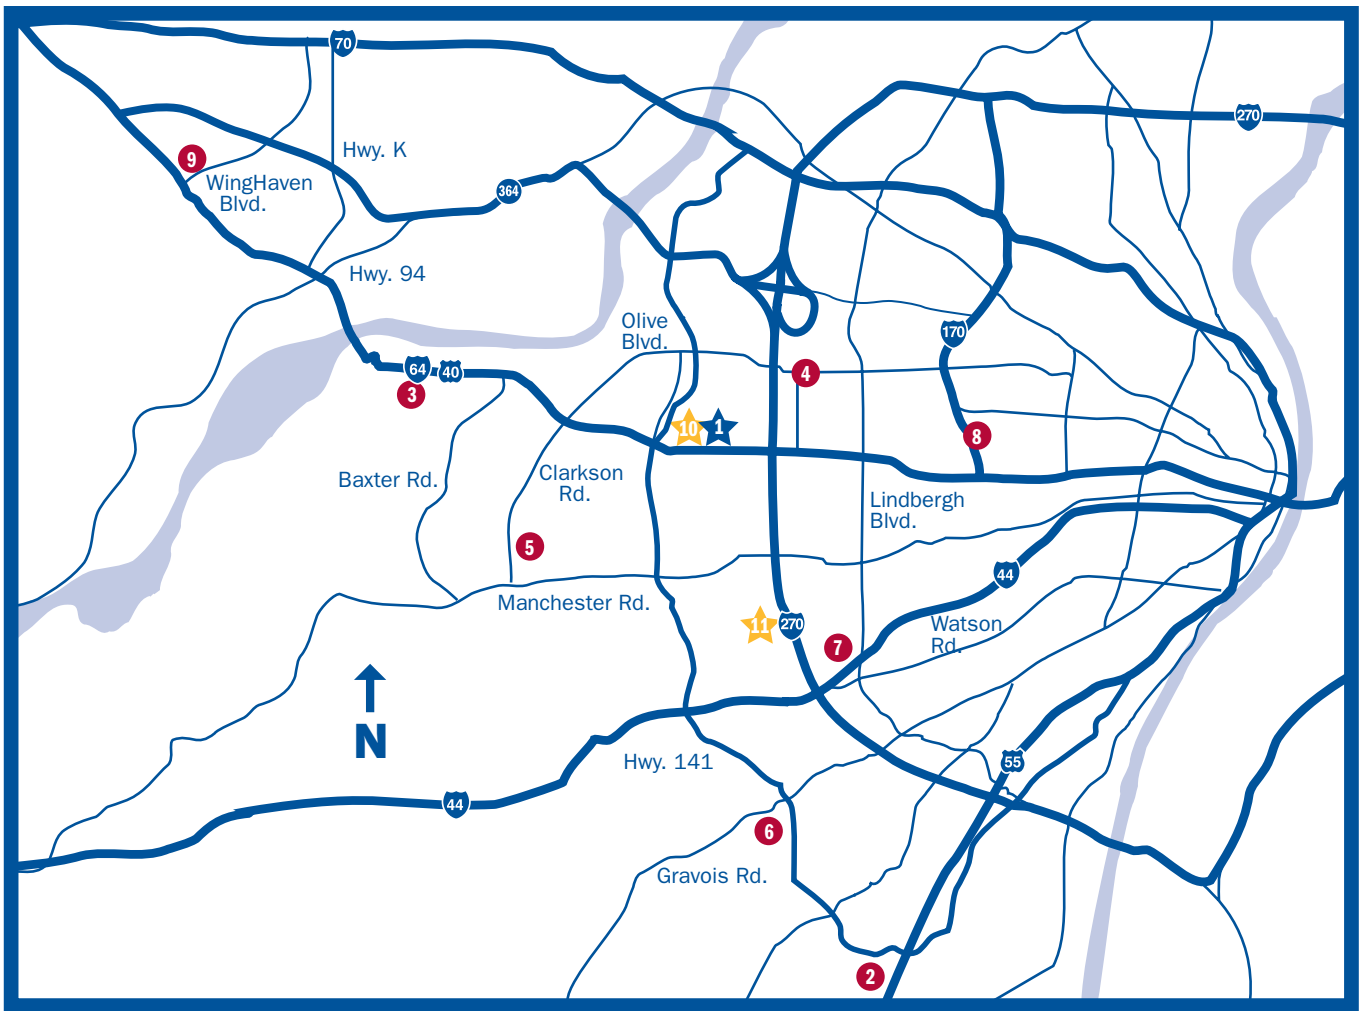 70
270
Hwy. K
9
WingHaven
Blvd.
364
Hwy. 94
Olive
Blvd.
170
64
40
3
4
10
1
8
Baxter Rd.
Clarkson
Rd.
Lindbergh
Blvd.
5
44
Manchester Rd.
11
270
7
Watson
Rd.
N
Hwy. 141
55
44
6
Gravois Rd.
2